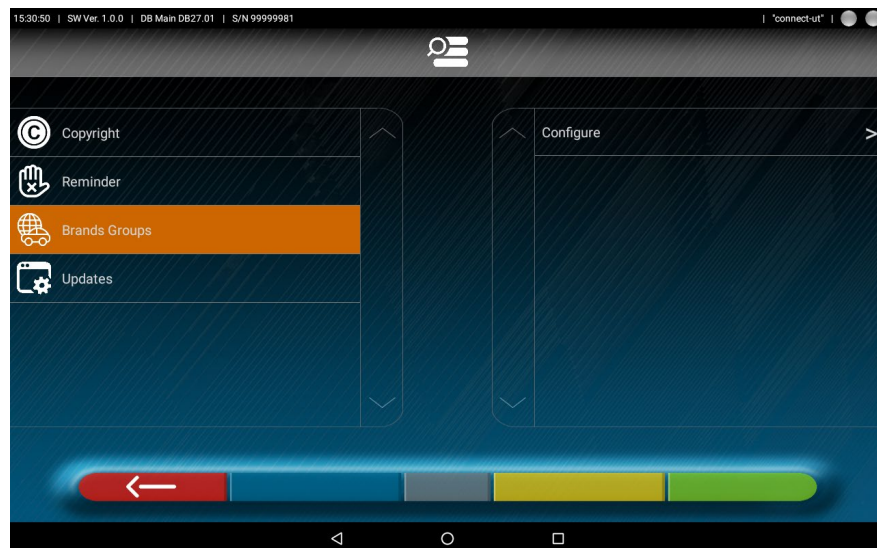 15:30:50 | SW Ver. 1.0.0 | DB Main DB27.01 | S/N 99999981 | "connect-ut" |
Copyright
Configure >
Reminder
Brands Groups
Updates